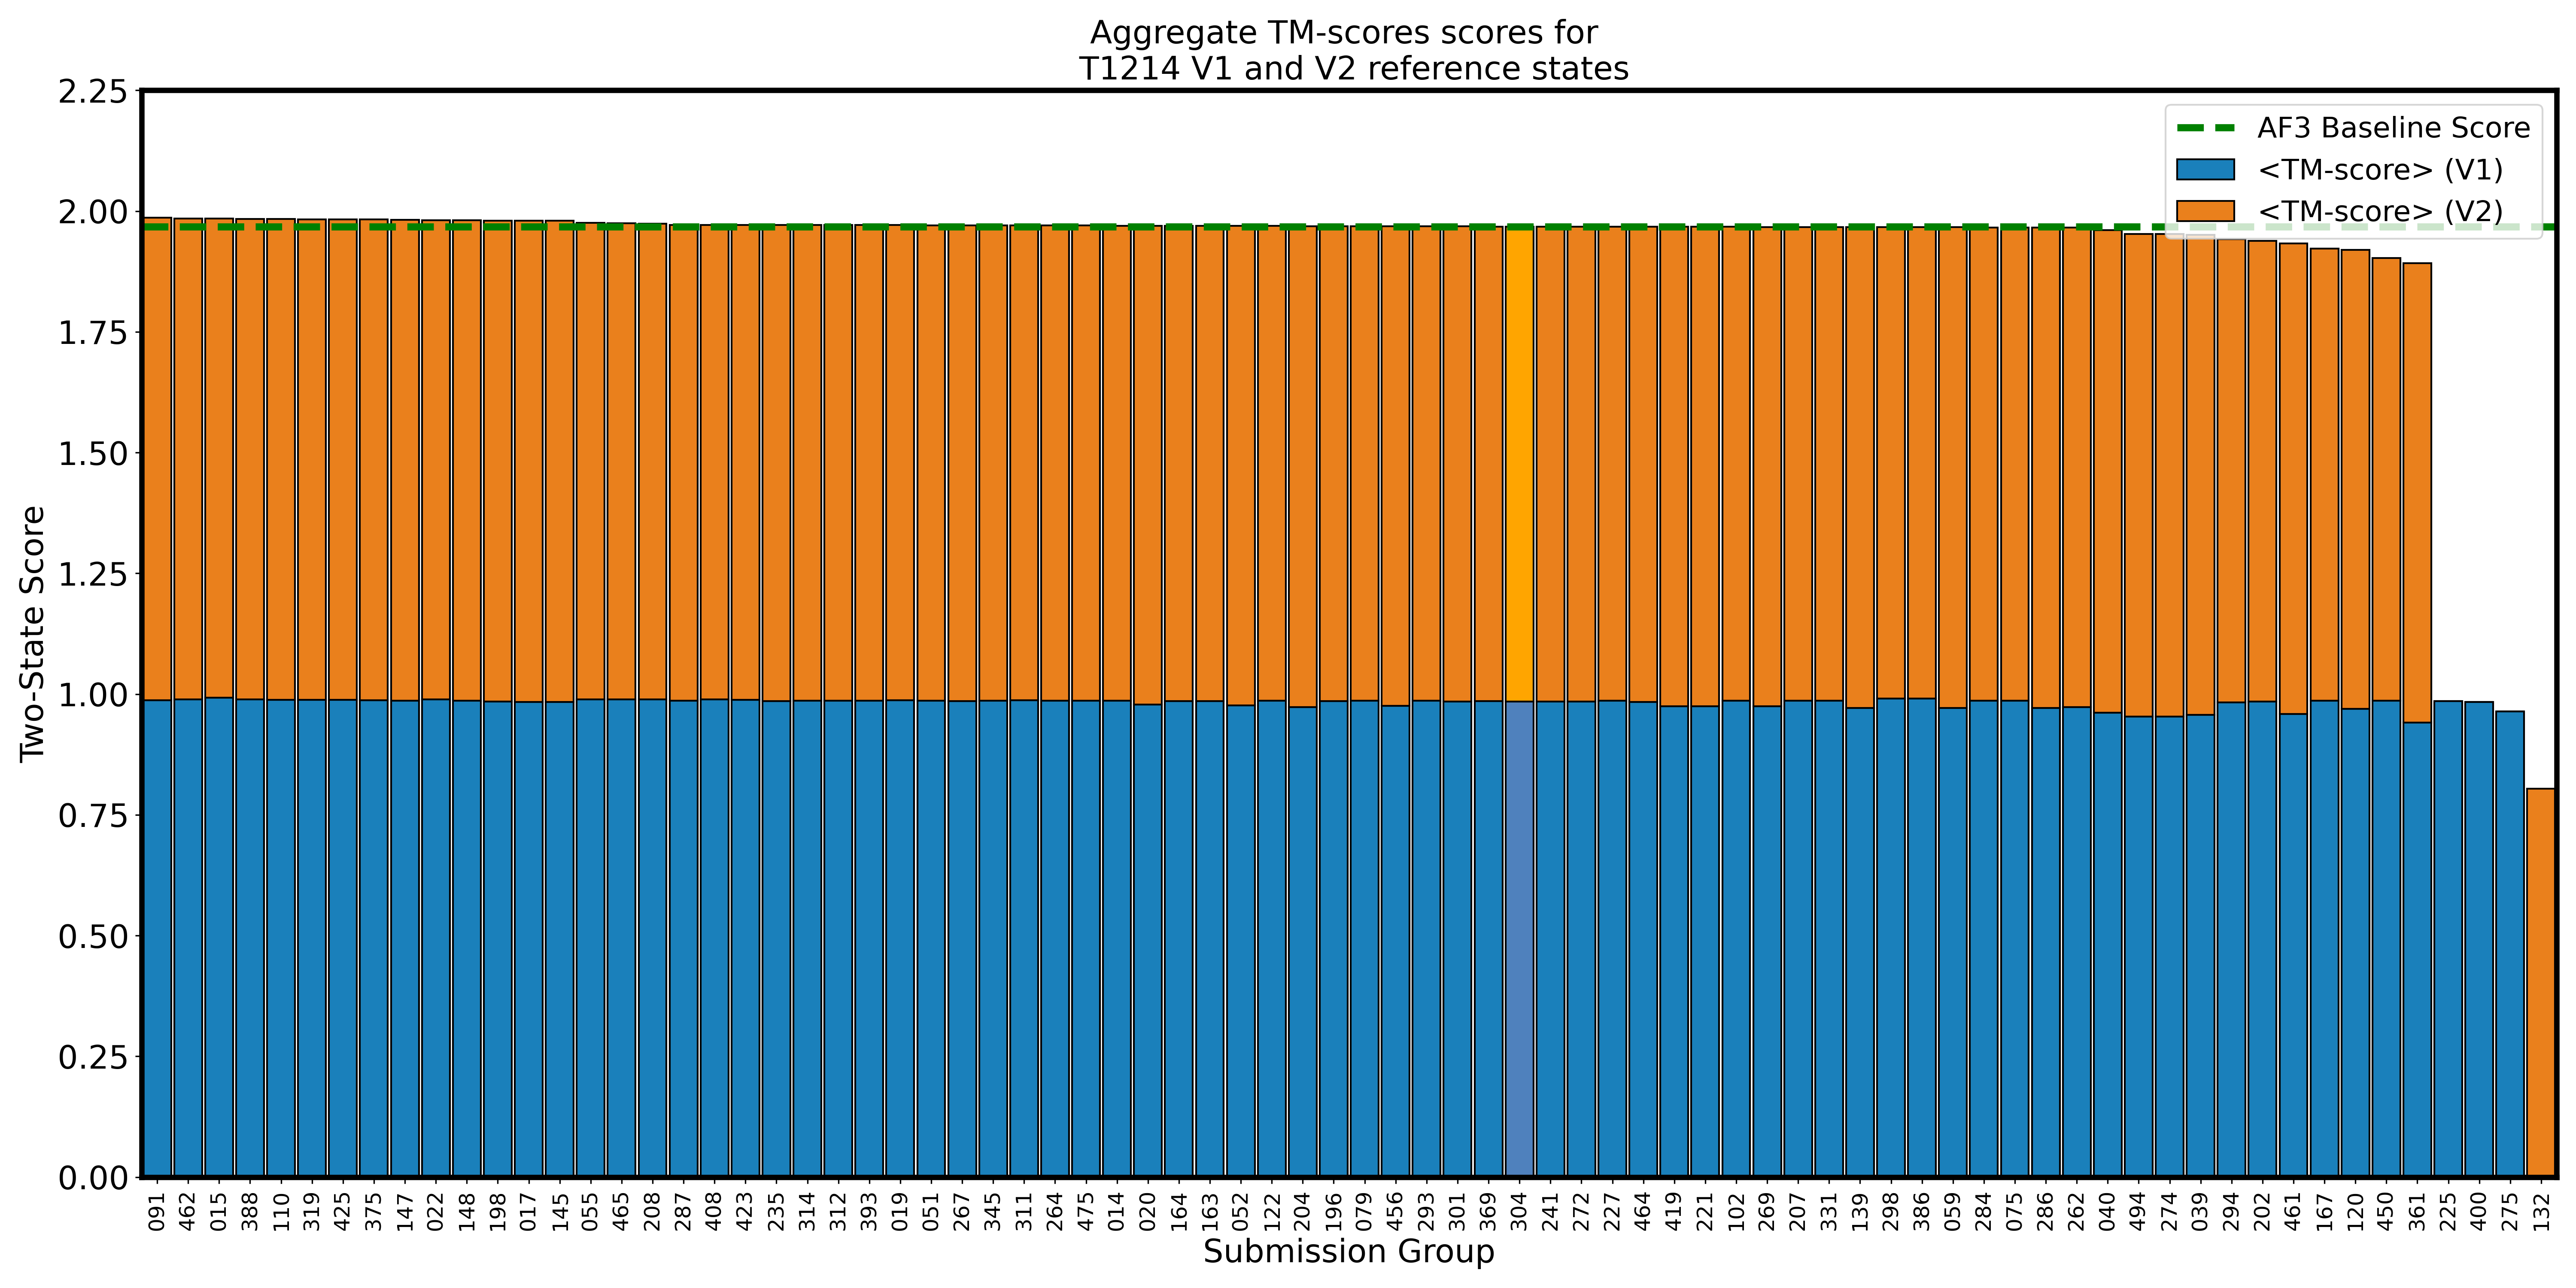 Aggregate TM-scores scores for
T1214 V1 and V2 reference states
2.25
2.00
1.75
1.50
1.25
1.00
0.75
0.50
0.25
0.00
Two-State Score
AF3 Baseline Score
<TM-score> (V1)
<TM-score> (V2)
091 462 015 388 110 319 425 375 147 022 148 198 017 145 055 465 208 287 408 423 235 314 312 393 019 051 267 345 311 264 475 014 020 164 163 052 122 204 196 079 456 293 301 369 304 241 272 227 464 419 221 102 269 207 331 139 298 386 059 284 075 286 262 040 494 274 039 294 202 461 167 120 450 361 225 400 275 132
Submission Group